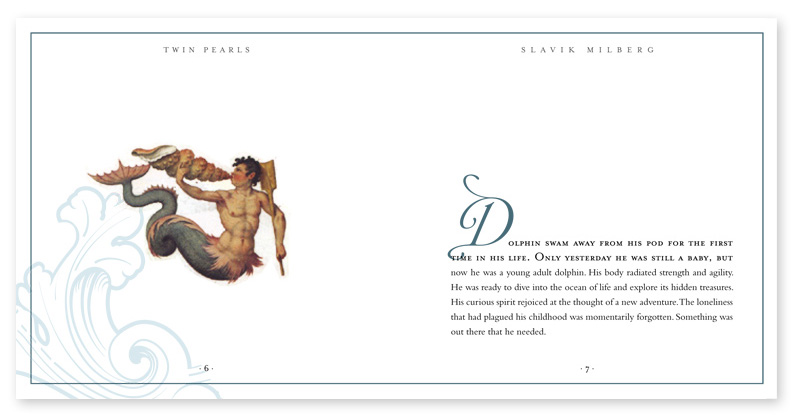 TWIN PEARLS
SLAVIK MILBERG
DOLPHIN SWAM AWAY FROM HIS POD FOR THE FIRST
TIME IN HIS LIFE. ONLY YESTERDAY HE WAS STILL A BABY, BUT
now he was a young adult dolphin. His body radiated strength and agility.
He was ready to dive into the ocean of life and explore its hidden treasures.
His curious spirit rejoiced at the thought of a new adventure.The loneliness
that had plagued his childhood was momentarily forgotten. Something was
out there that he needed.
· 6 ·
· 7 ·